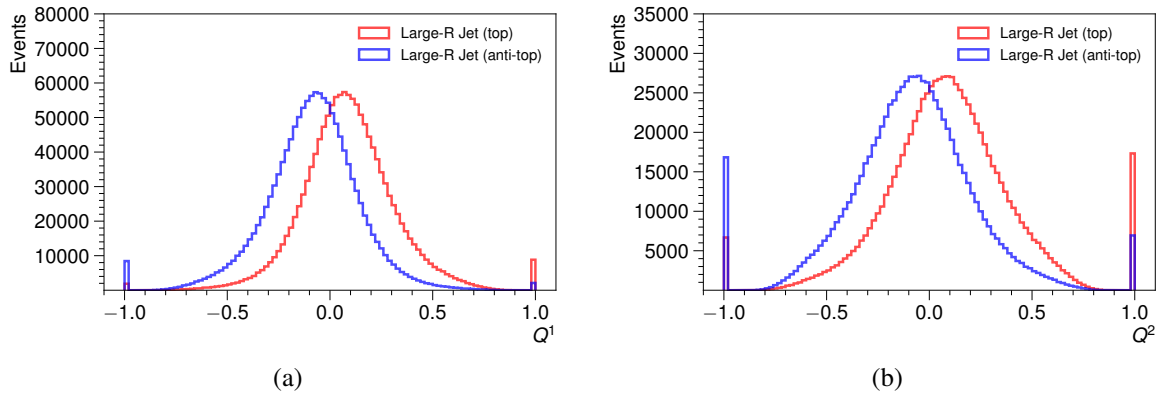 Events
80000
70000
60000
50000
40000
30000
20000
10000
Large-R Jet (top)
Large-R Jet (anti-top)
−1.0 −0.5 0.0 0.5 1.0
Q¹
(a)
Events
35000
30000
25000
20000
15000
10000
5000
Large-R Jet (top)
Large-R Jet (anti-top)
−1.0 −0.5 0.0 0.5 1.0
Q²
(b)